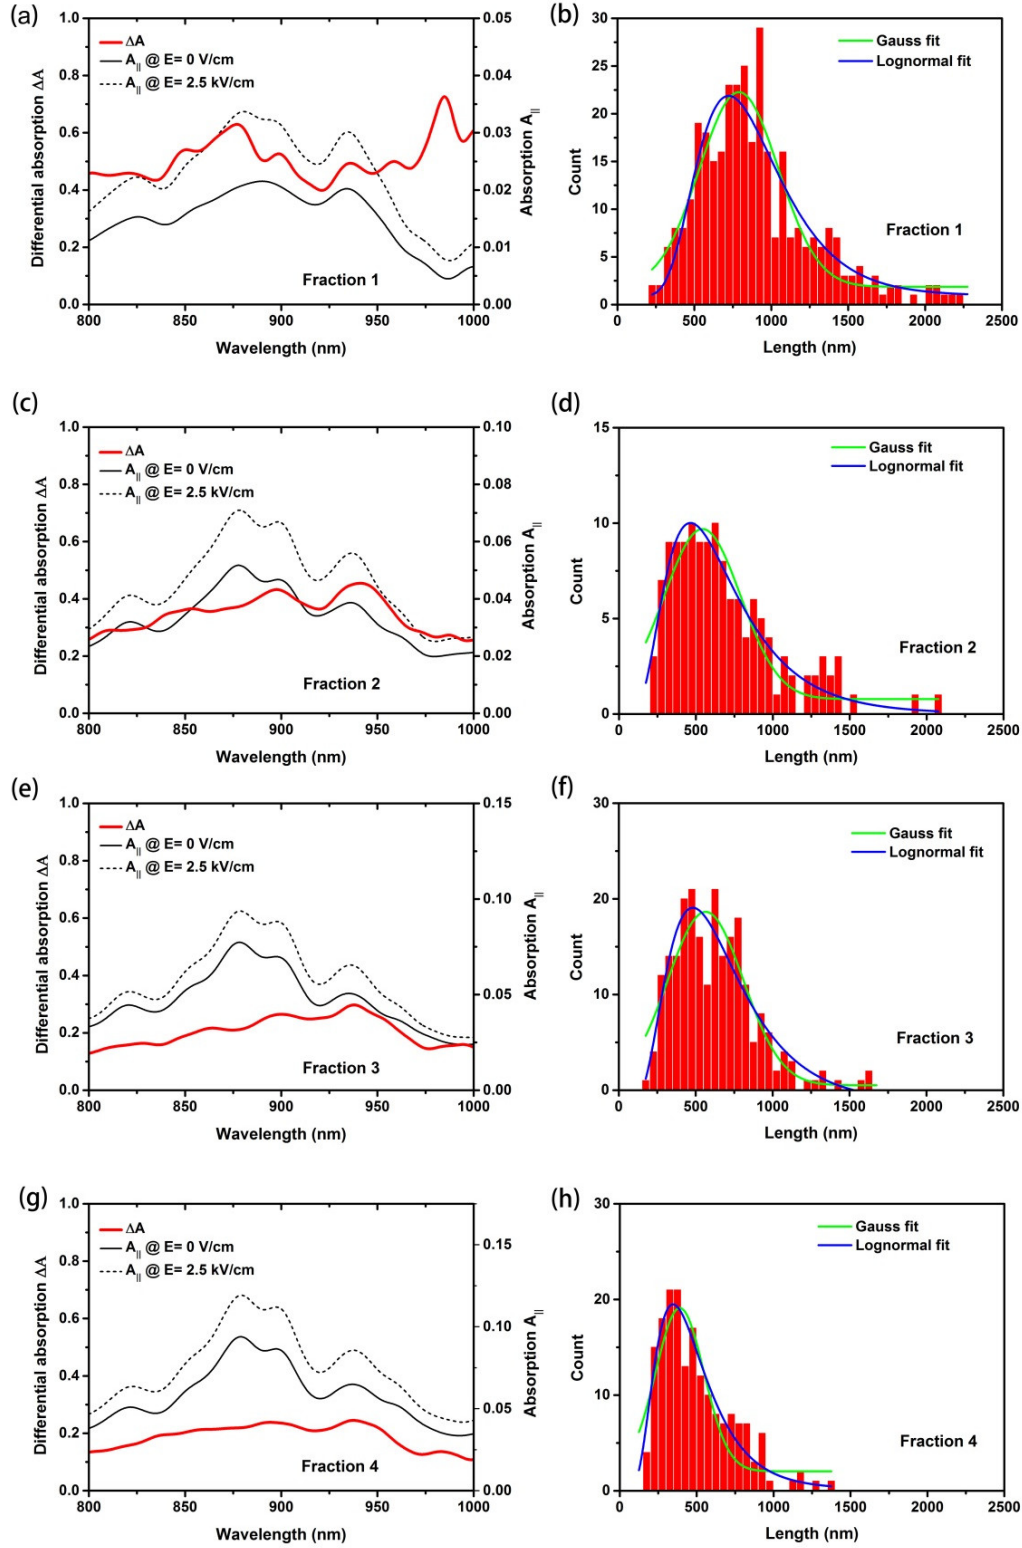 (a)
1.0
0.8
0.6
0.4
0.2
0.0
0.05
0.04
0.03
0.02
0.01
0.00
800
850
900
950
1000
Differential absorption ΔA
Absorption A||
Wavelength (nm)
ΔA
A|| @ E= 0 V/cm
A|| @ E= 2.5 kV/cm
Fraction 1
(b)
30
25
20
15
10
5
0
0
500
1000
1500
2000
2500
Count
Length (nm)
Gauss fit
Lognormal fit
Fraction 1
(c)
1.0
0.8
0.6
0.4
0.2
0.0
0.10
0.08
0.06
0.04
0.02
0.00
800
850
900
950
1000
Differential absorption ΔA
Absorption A||
Wavelength (nm)
ΔA
A|| @ E= 0 V/cm
A|| @ E= 2.5 kV/cm
Fraction 2
(d)
15
10
5
0
0
500
1000
1500
2000
2500
Count
Length (nm)
Gauss fit
Lognormal fit
Fraction 2
(e)
1.0
0.8
0.6
0.4
0.2
0.0
0.15
0.10
0.05
0.00
800
850
900
950
1000
Differential absorption ΔA
Absorption A||
Wavelength (nm)
ΔA
A|| @ E= 0 V/cm
A|| @ E= 2.5 kV/cm
Fraction 3
(f)
30
20
10
0
0
500
1000
1500
2000
2500
Count
Length (nm)
Gauss fit
Lognormal fit
Fraction 3
(g)
1.0
0.8
0.6
0.4
0.2
0.0
0.15
0.10
0.05
0.00
800
850
900
950
1000
Differential absorption ΔA
Absorption A||
Wavelength (nm)
ΔA
A|| @ E= 0 V/cm
A|| @ E= 2.5 kV/cm
Fraction 4
(h)
30
20
10
0
0
500
1000
1500
2000
2500
Count
Length (nm)
Gauss fit
Lognormal fit
Fraction 4